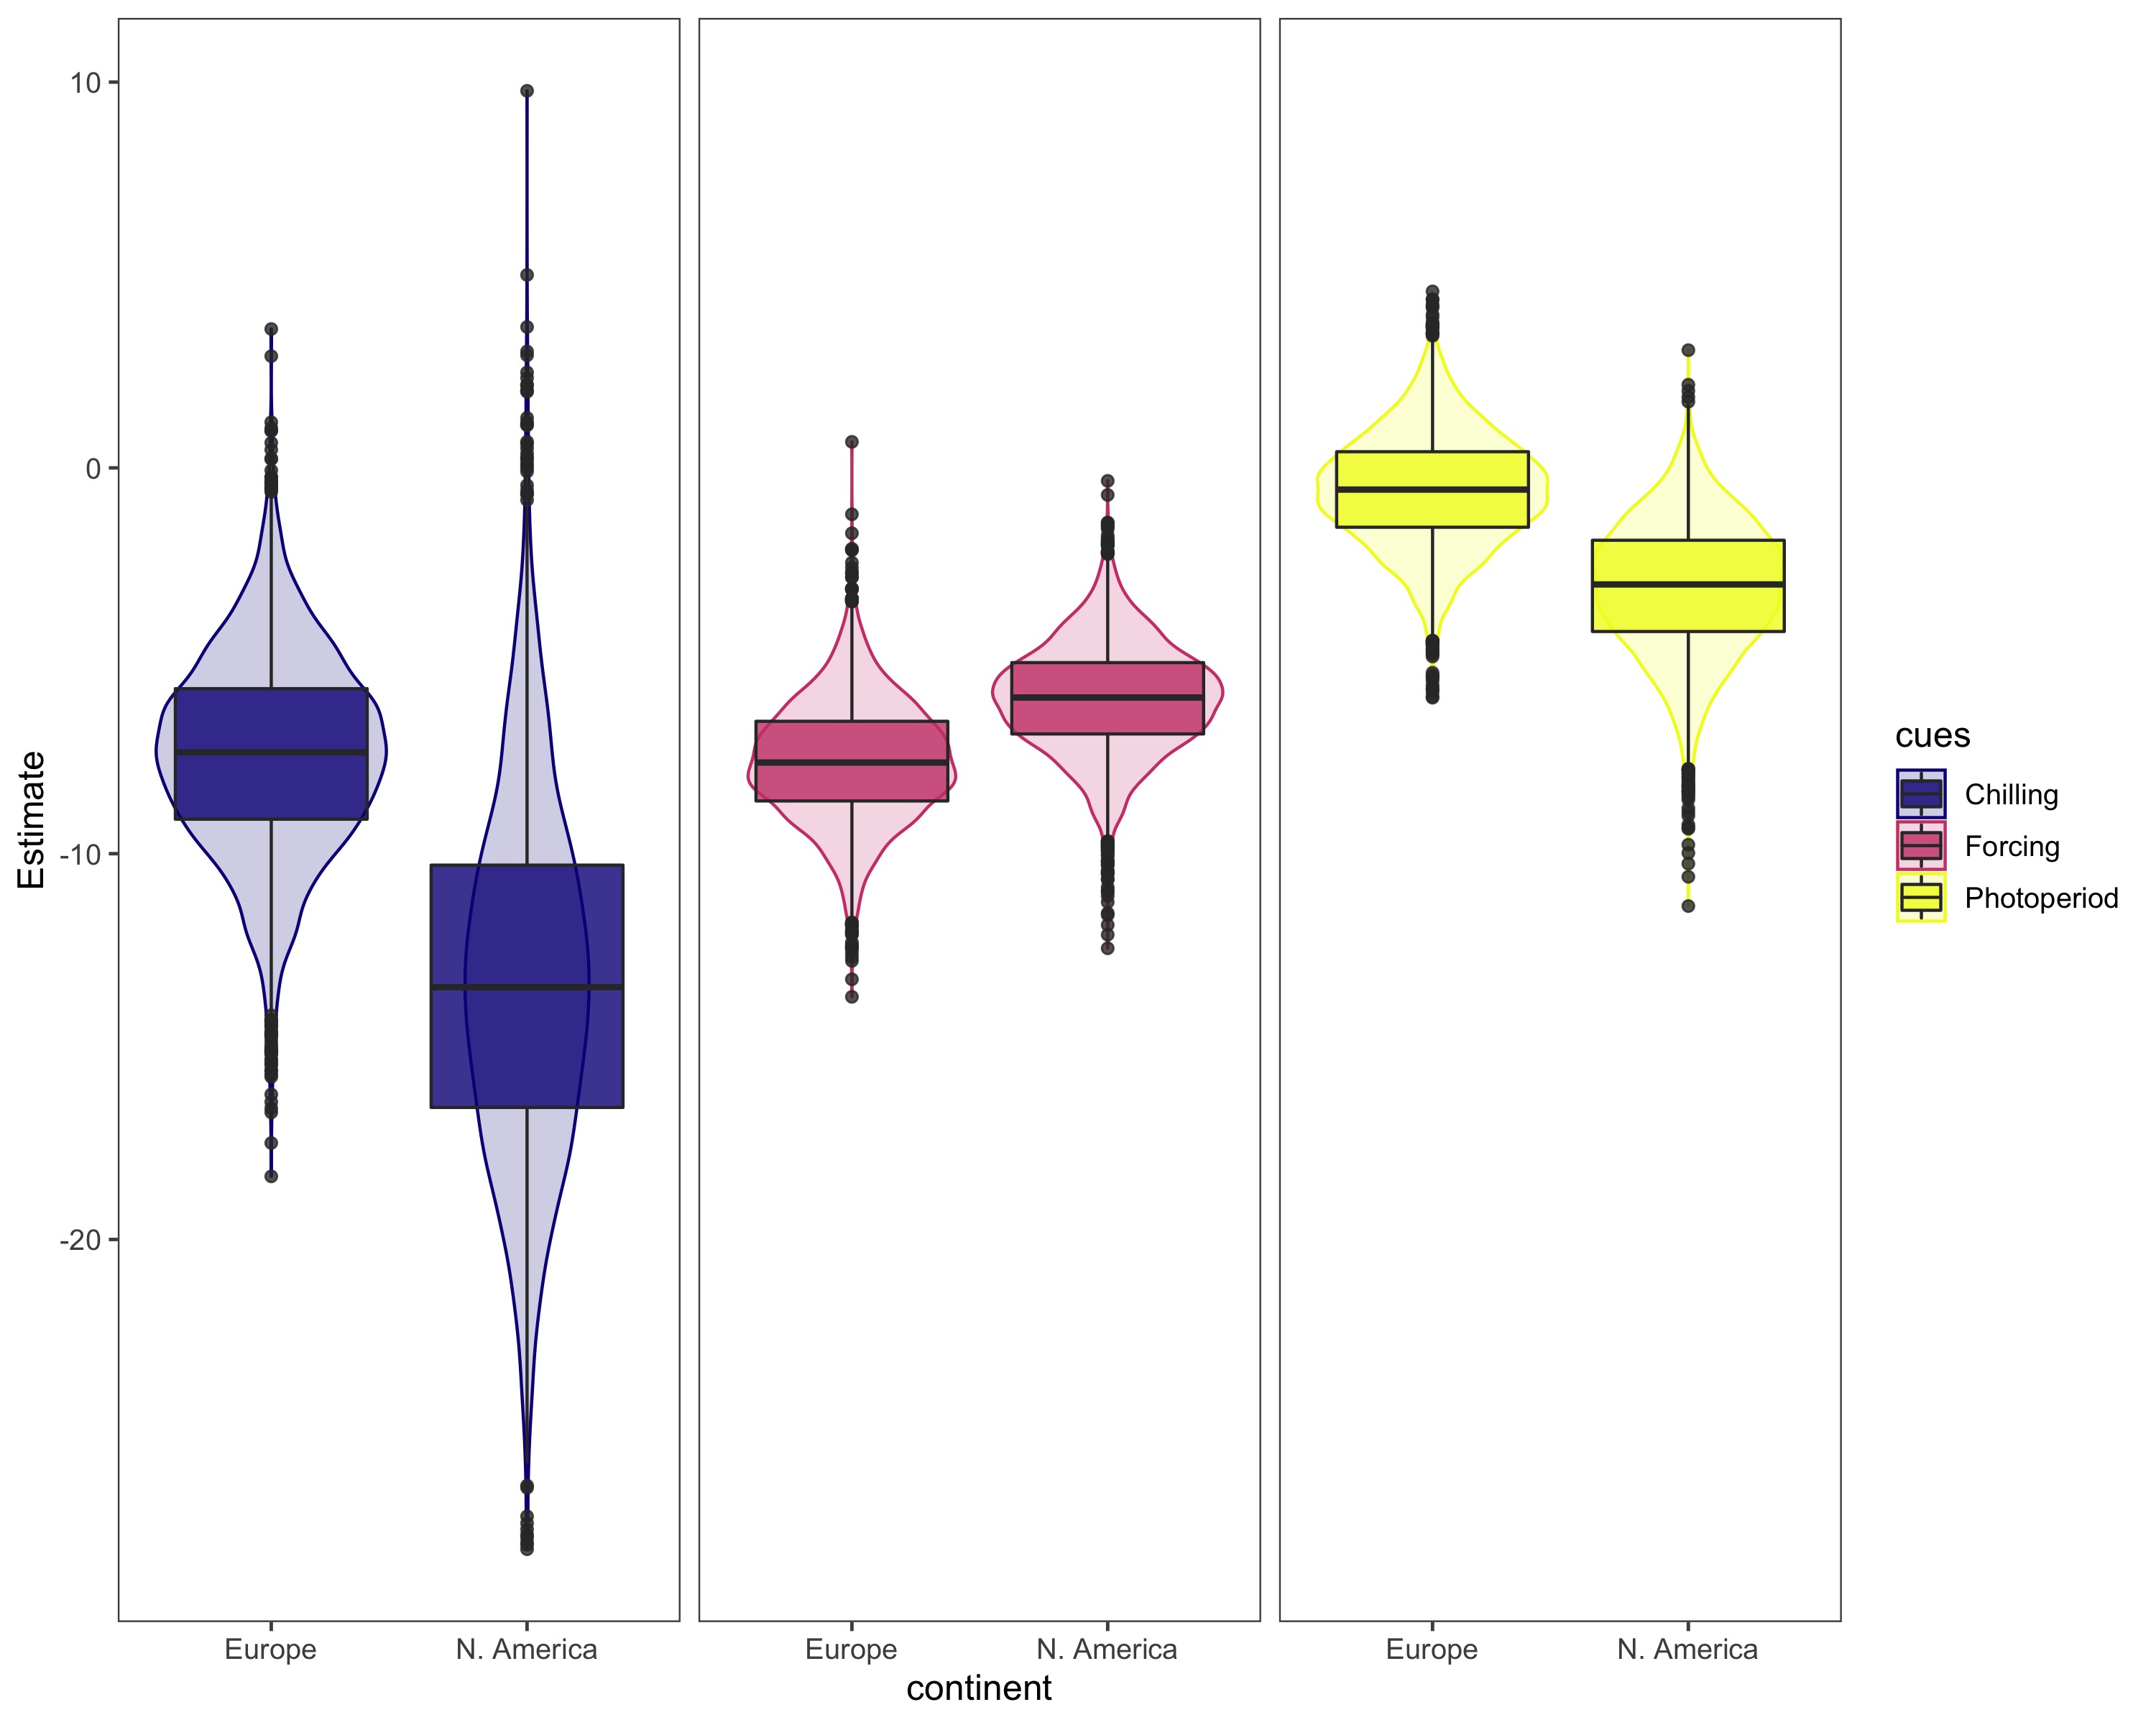 Estimate
10
0
-10
-20
Europe
N. America
Europe
N. America
Europe
N. America
continent
cues
Chilling
Forcing
Photoperiod